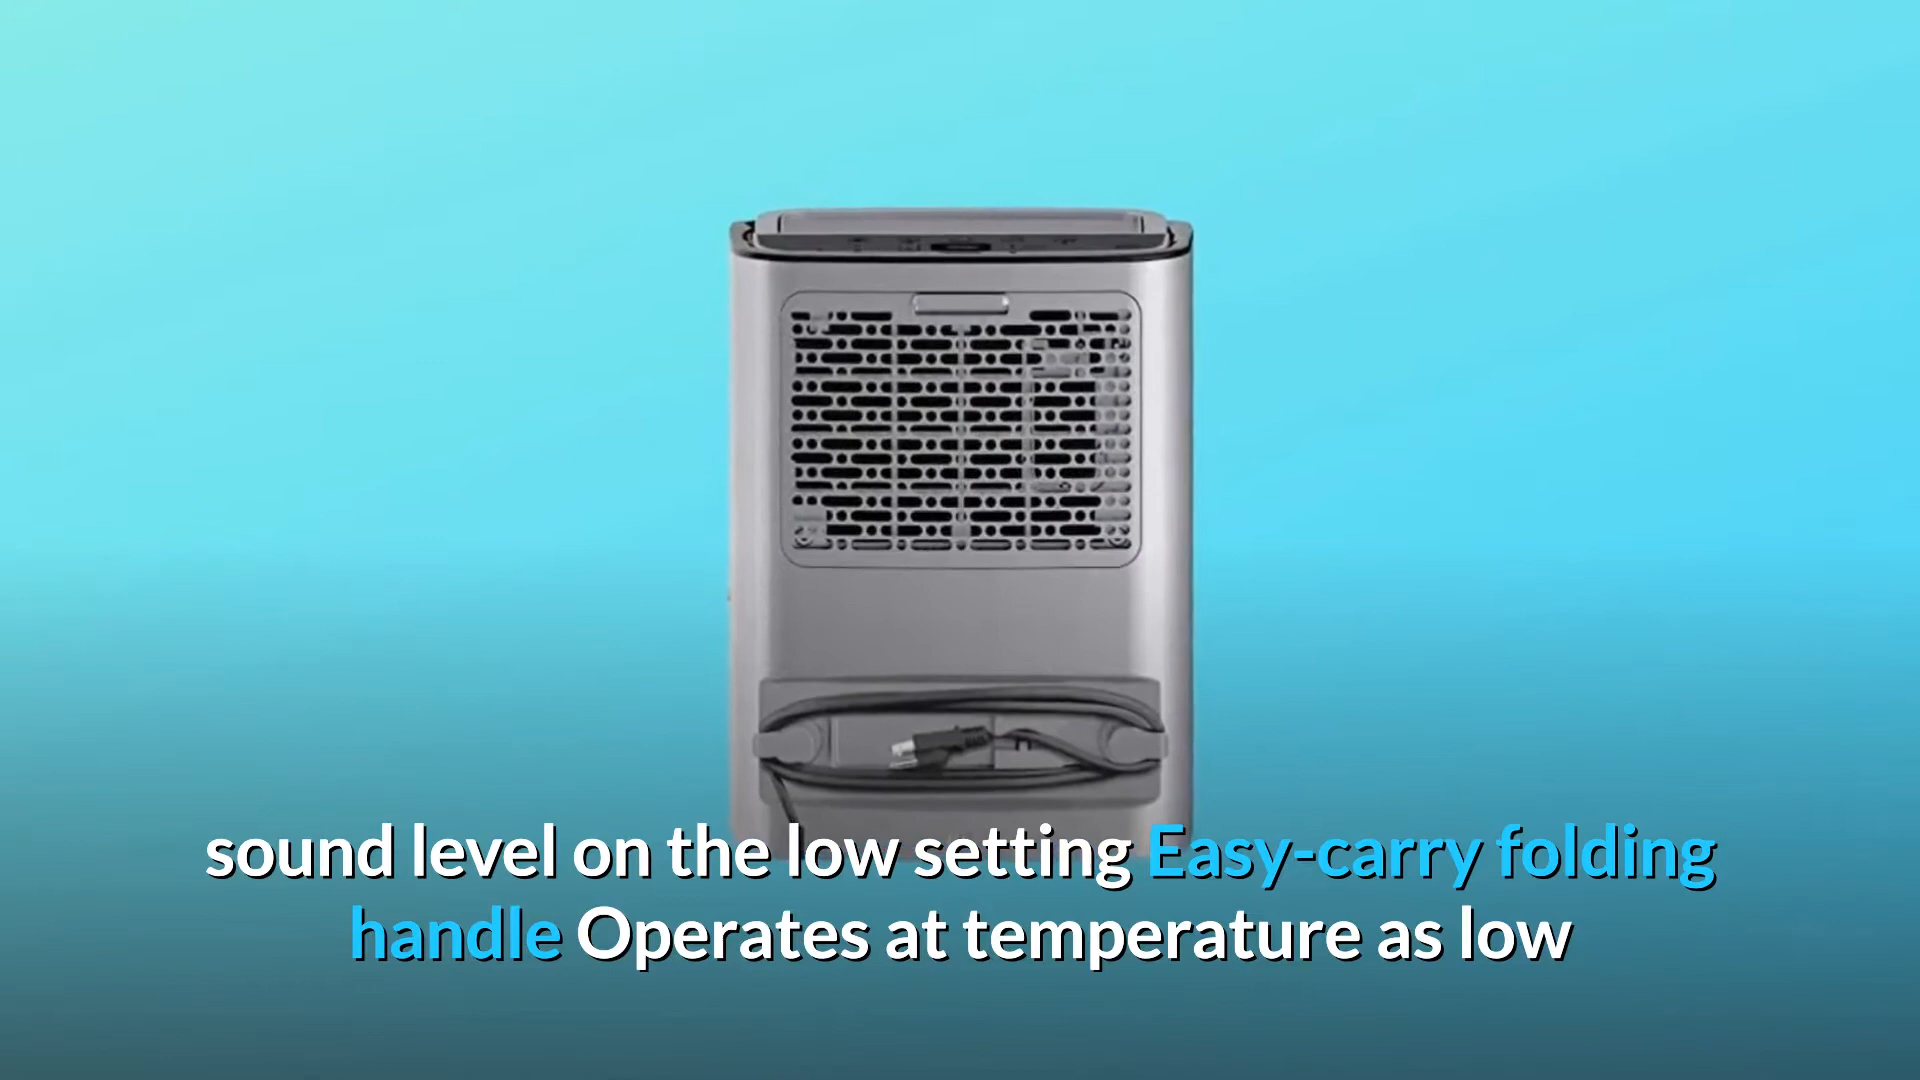 sound level on the low setting Easy-carry folding
handle Operates at temperature as low